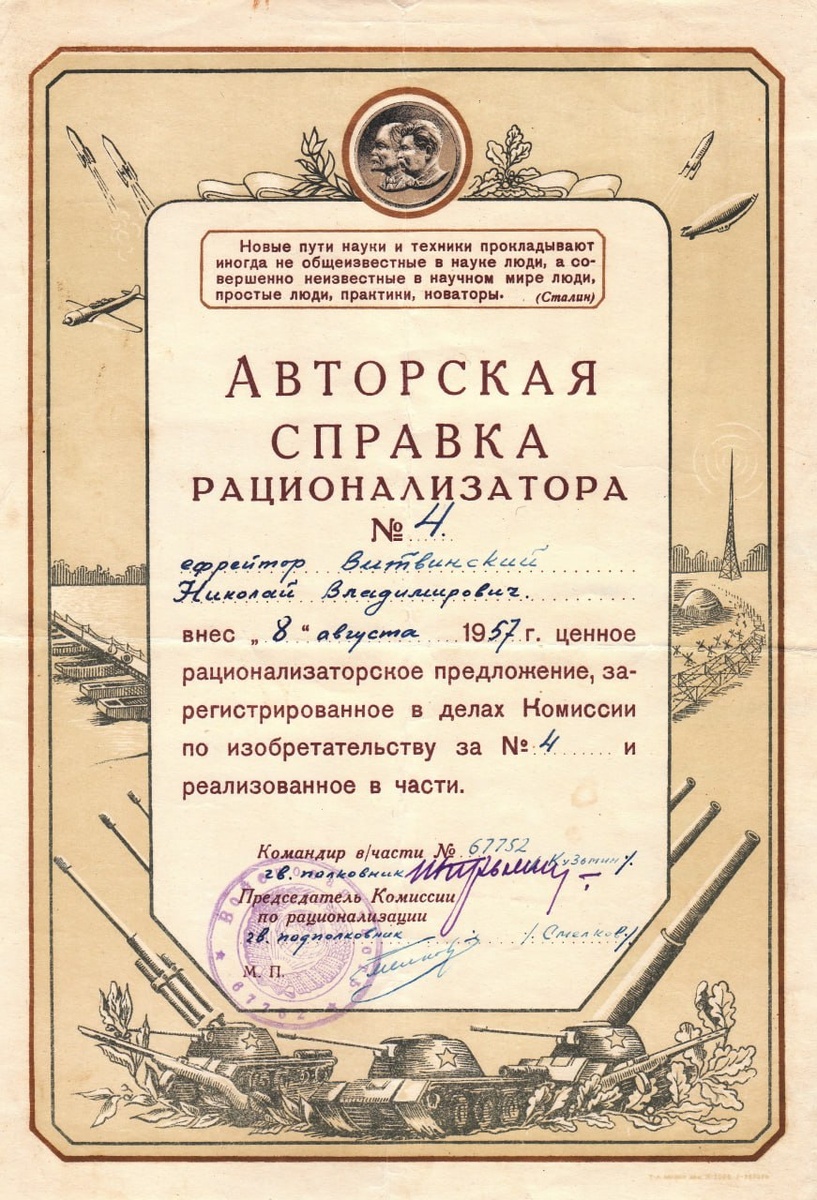 Новые пути науки и техники прокладывают
иногда не общеизвестные в науке люди, а со-
вершенно неизвестные в научном мире люди,
простые люди, практики, новаторы. (Сталин)
АВТОРСКАЯ
СПРАВКА
РАЦИОНАЛИЗАТОРА
№ 4.
ефрейтор Витвинский
Николай Владимирович.
внес „ 8 “ августа 1957 г. ценное
рационализаторское предложение, за-
регистрированное в делах Комиссии
по изобретательству за № 4 и
реализованное в части.
Командир в/части № 67752
гв. полковник /Кузьмин/.
Председатель Комиссии
по рационализации
гв. подполковник /Смелков/
М. П.
67752